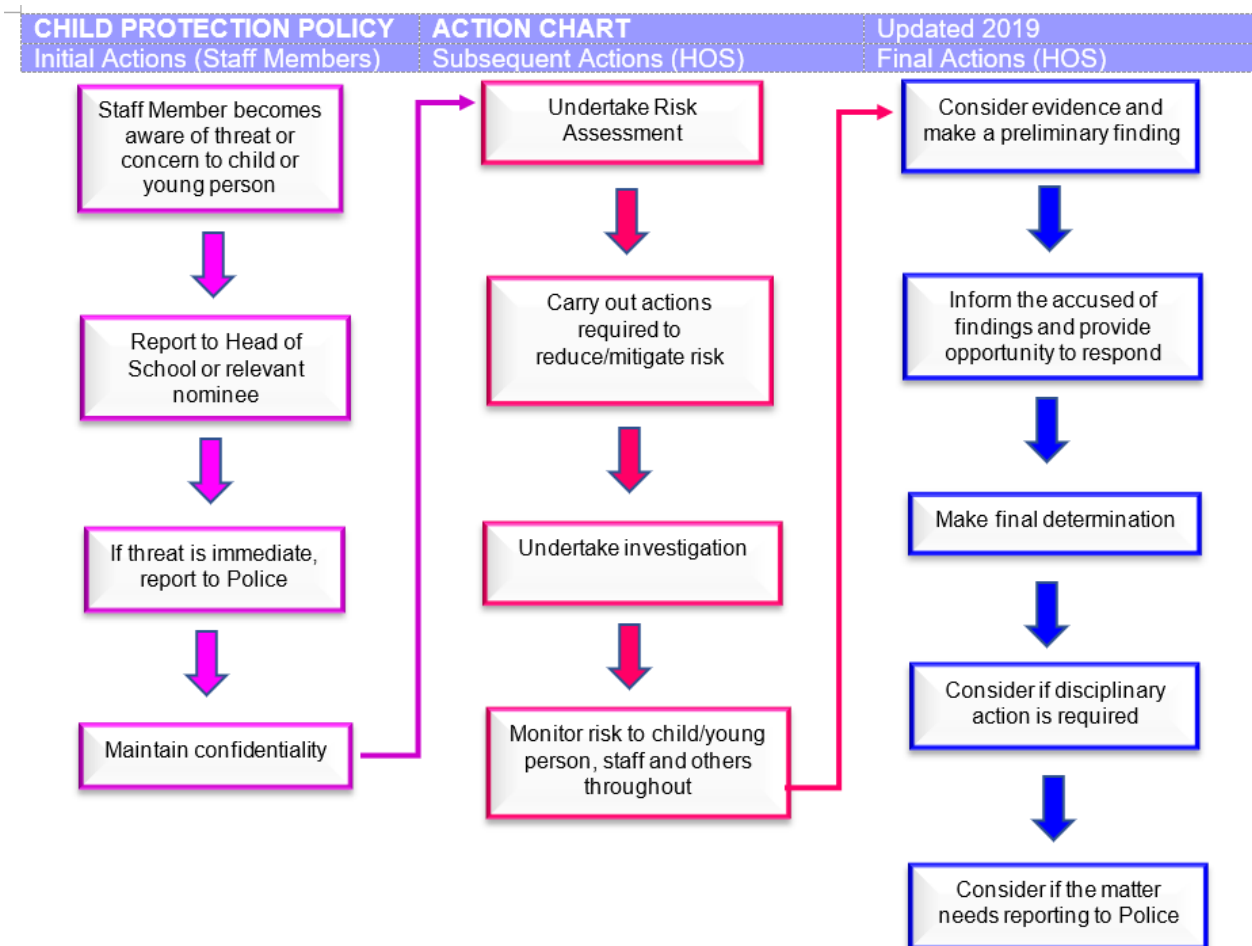 CHILD PROTECTION POLICY ACTION CHART Updated 2019
Initial Actions (Staff Members) Subsequent Actions (HOS) Final Actions (HOS)
Staff Member becomes
aware of threat or
concern to child or
young person
Report to Head of
School or relevant
nominee
If threat is immediate,
report to Police
Maintain confidentiality
Undertake Risk
Assessment
Carry out actions
required to
reduce/mitigate risk
Undertake investigation
Monitor risk to child/young
person, staff and others
throughout
Consider evidence and
make a preliminary finding
Inform the accused of
findings and provide
opportunity to respond
Make final determination
Consider if disciplinary
action is required
Consider if the matter
needs reporting to Police